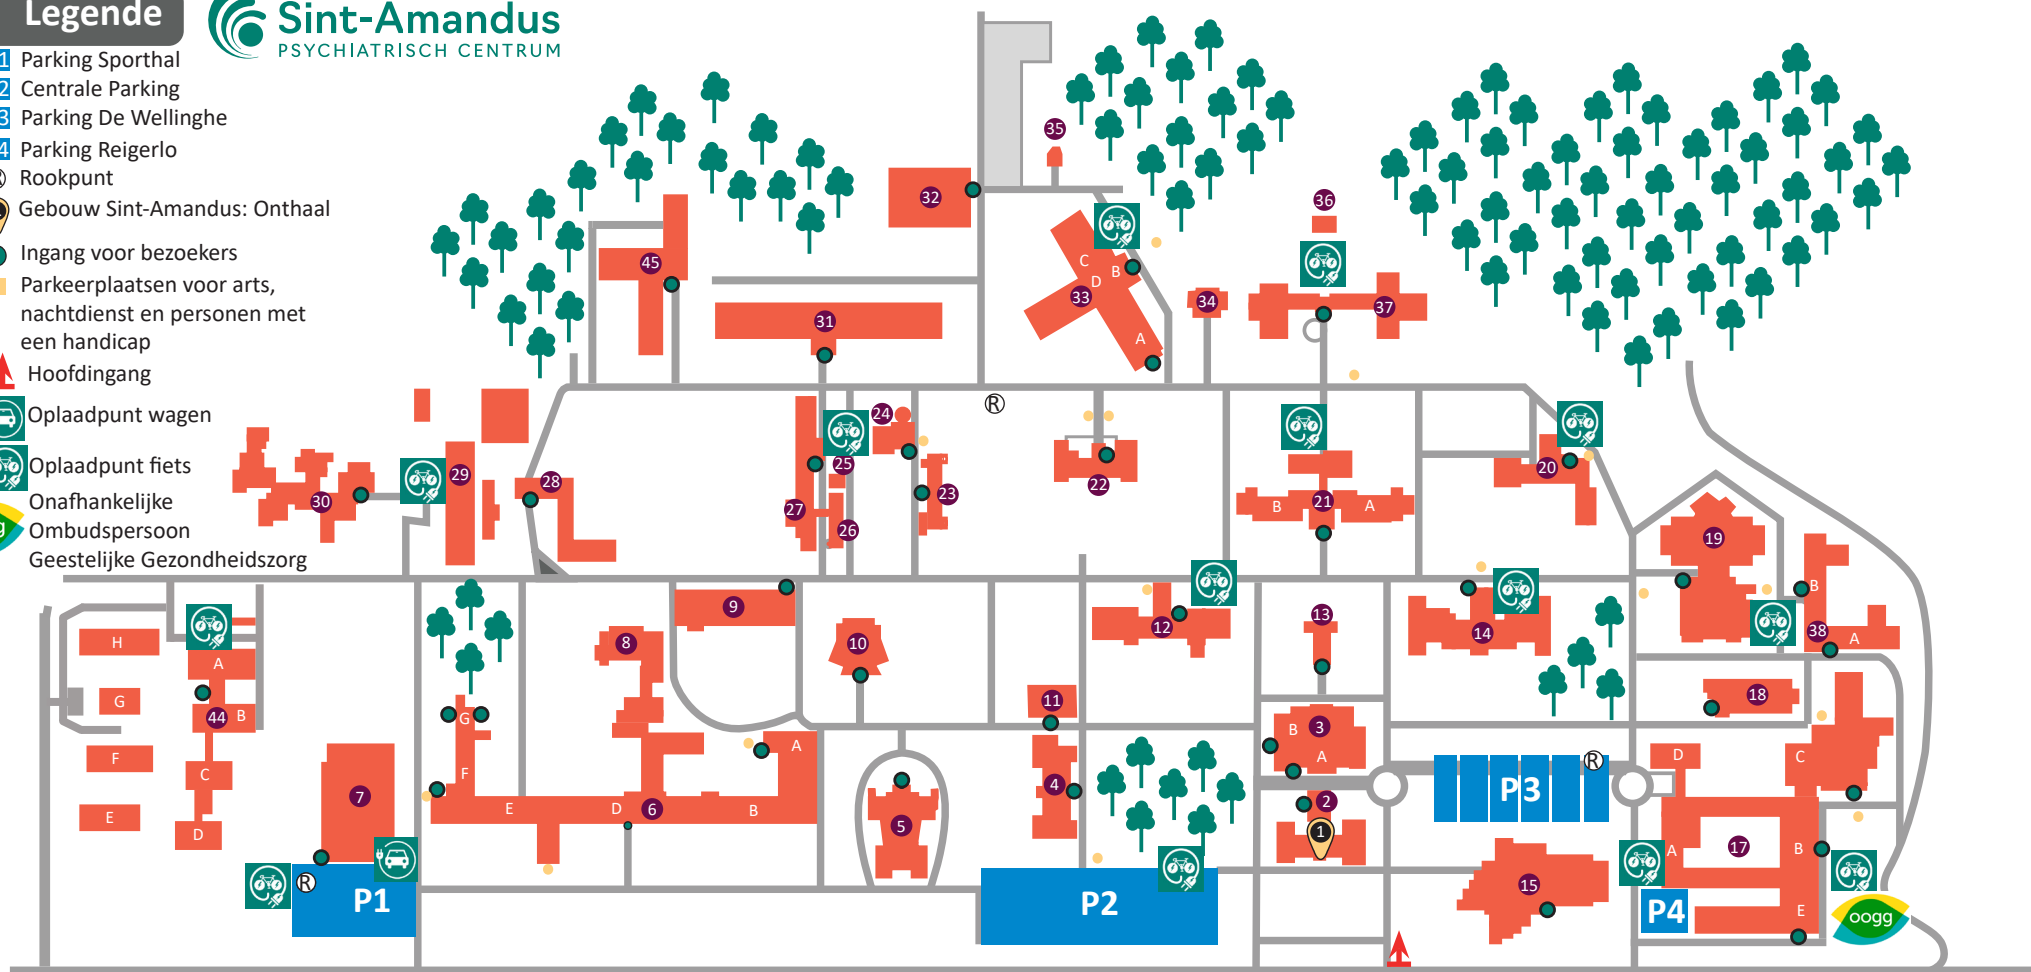 Legende
Sint-Amandus
PSYCHIATRISCH CENTRUM
1 Parking Sporthal
2 Centrale Parking
3 Parking De Wellinghe
4 Parking Reigerlo
R Rookpunt
Gebouw Sint-Amandus: Onthaal
Ingang voor bezoekers
Parkeerplaatsen voor arts,
nachtdienst en personen met
een handicap
Hoofdingang
Oplaadpunt wagen
Oplaadpunt fiets
Onafhankelijke
Ombudspersoon
Geestelijke Gezondheidszorg
35
32
36
C
B
D
33
A
34
37
45
31
R
24
25
27
26
23
22
28
29
30
21
B
A
20
19
B
38
A
H
G
F
E
A
44
B
C
D
7
G
F
E
D
6
B
A
8
9
10
5
11
4
12
13
B
3
A
2
1
14
18
D
C
P3
R
15
A
17
B
E
P4
oogg
P1
R
P2